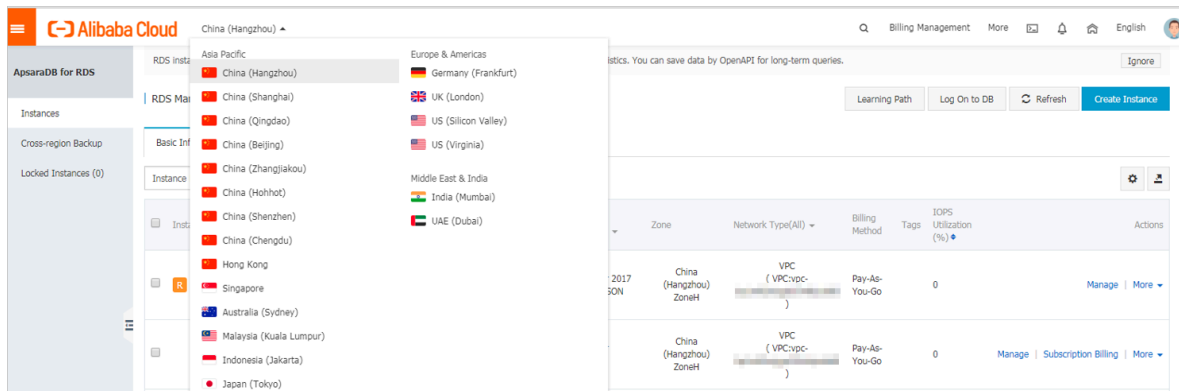 Alibaba Cloud
China (Hangzhou)
Billing Management
More
English
ApsaraDB for RDS
Instances
Cross-region Backup
Locked Instances (0)
RDS insta
istics. You can save data by OpenAPI for long-term queries.
Ignore
RDS Mar
Learning Path
Log On to DB
Refresh
Create Instance
Basic Inf
Instance
Asia Pacific
China (Hangzhou)
China (Shanghai)
China (Qingdao)
China (Beijing)
China (Zhangjiakou)
China (Hohhot)
China (Shenzhen)
China (Chengdu)
Hong Kong
Singapore
Australia (Sydney)
Malaysia (Kuala Lumpur)
Indonesia (Jakarta)
Japan (Tokyo)
Europe & Americas
Germany (Frankfurt)
UK (London)
US (Silicon Valley)
US (Virginia)
Middle East & India
India (Mumbai)
UAE (Dubai)
Insta
Zone
Network Type(All)
Billing
Method
Tags
IOPS
Utilization
(%)
Actions
R
2017
SON
China
(Hangzhou)
ZoneH
VPC
( VPC:vpc-
)
Pay-As-
You-Go
0
Manage | More
China
(Hangzhou)
ZoneH
VPC
( VPC:vpc-
)
Pay-As-
You-Go
0
Manage | Subscription Billing | More